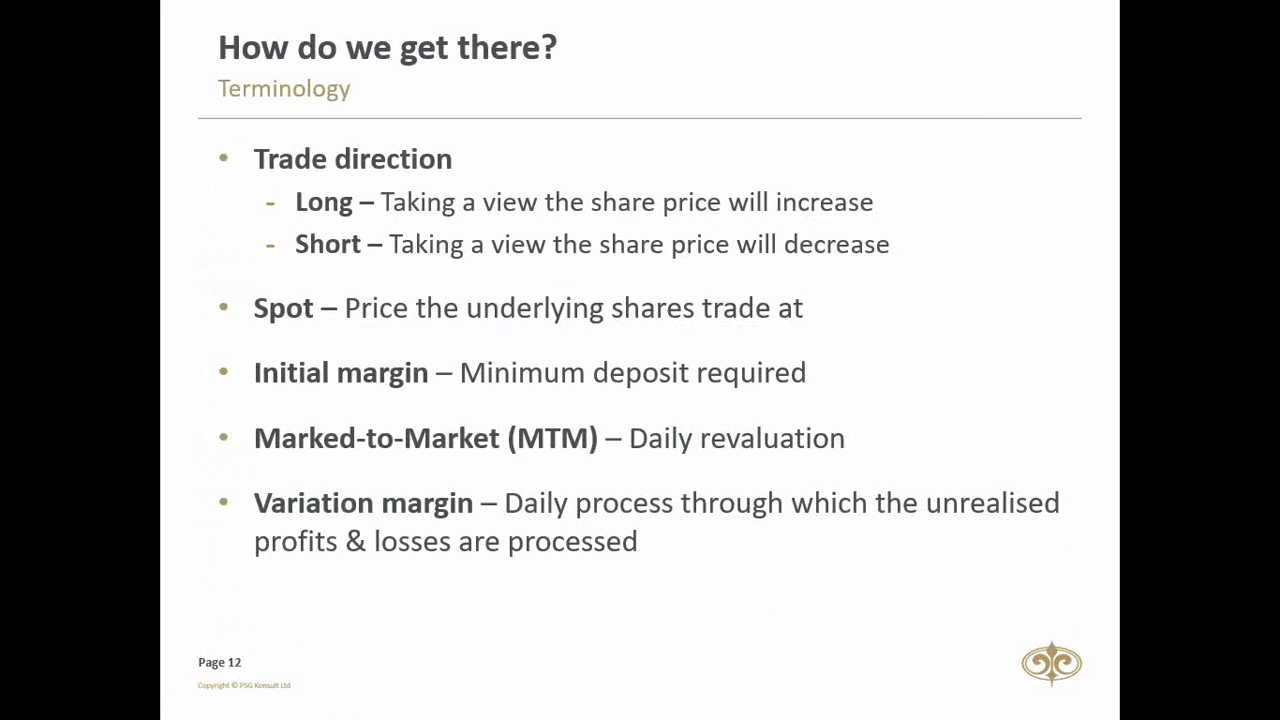 How do we get there?
Terminology
• Trade direction
- Long – Taking a view the share price will increase
- Short – Taking a view the share price will decrease
• Spot – Price the underlying shares trade at
• Initial margin – Minimum deposit required
• Marked-to-Market (MTM) – Daily revaluation
• Variation margin – Daily process through which the unrealised
profits & losses are processed
Page 12
Copyright © PSG Konsult Ltd